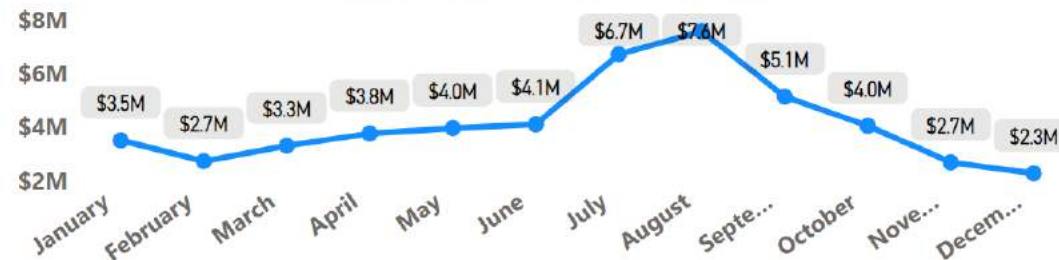 $8M
$6M
$4M
$2M
$3.5M
$2.7M
$3.3M
$3.8M
$4.0M
$4.1M
$6.7M
$7.6M
$5.1M
$4.0M
$2.7M
$2.3M
January
February
March
April
May
June
July
August
Septe...
October
Nove...
Decem...